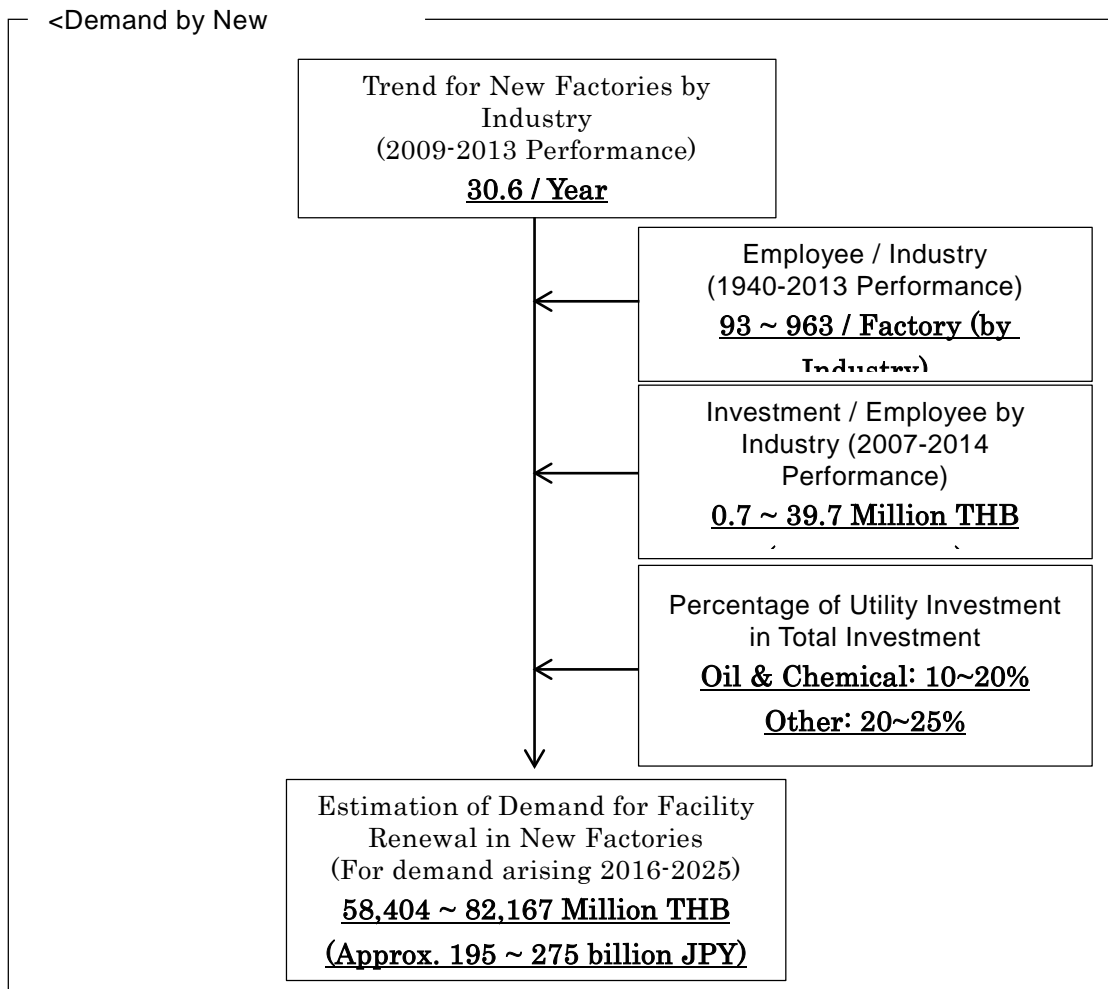 <Demand by New
Trend for New Factories by
Industry
(2009-2013 Performance)
30.6 / Year
Employee / Industry
(1940-2013 Performance)
93 ~ 963 / Factory (by
Industry)
Investment / Employee by
Industry (2007-2014
Performance)
0.7 ~ 39.7 Million THB
Percentage of Utility Investment
in Total Investment
Oil & Chemical: 10~20%
Other: 20~25%
Estimation of Demand for Facility
Renewal in New Factories
(For demand arising 2016-2025)
58,404 ~ 82,167 Million THB
(Approx. 195 ~ 275 billion JPY)